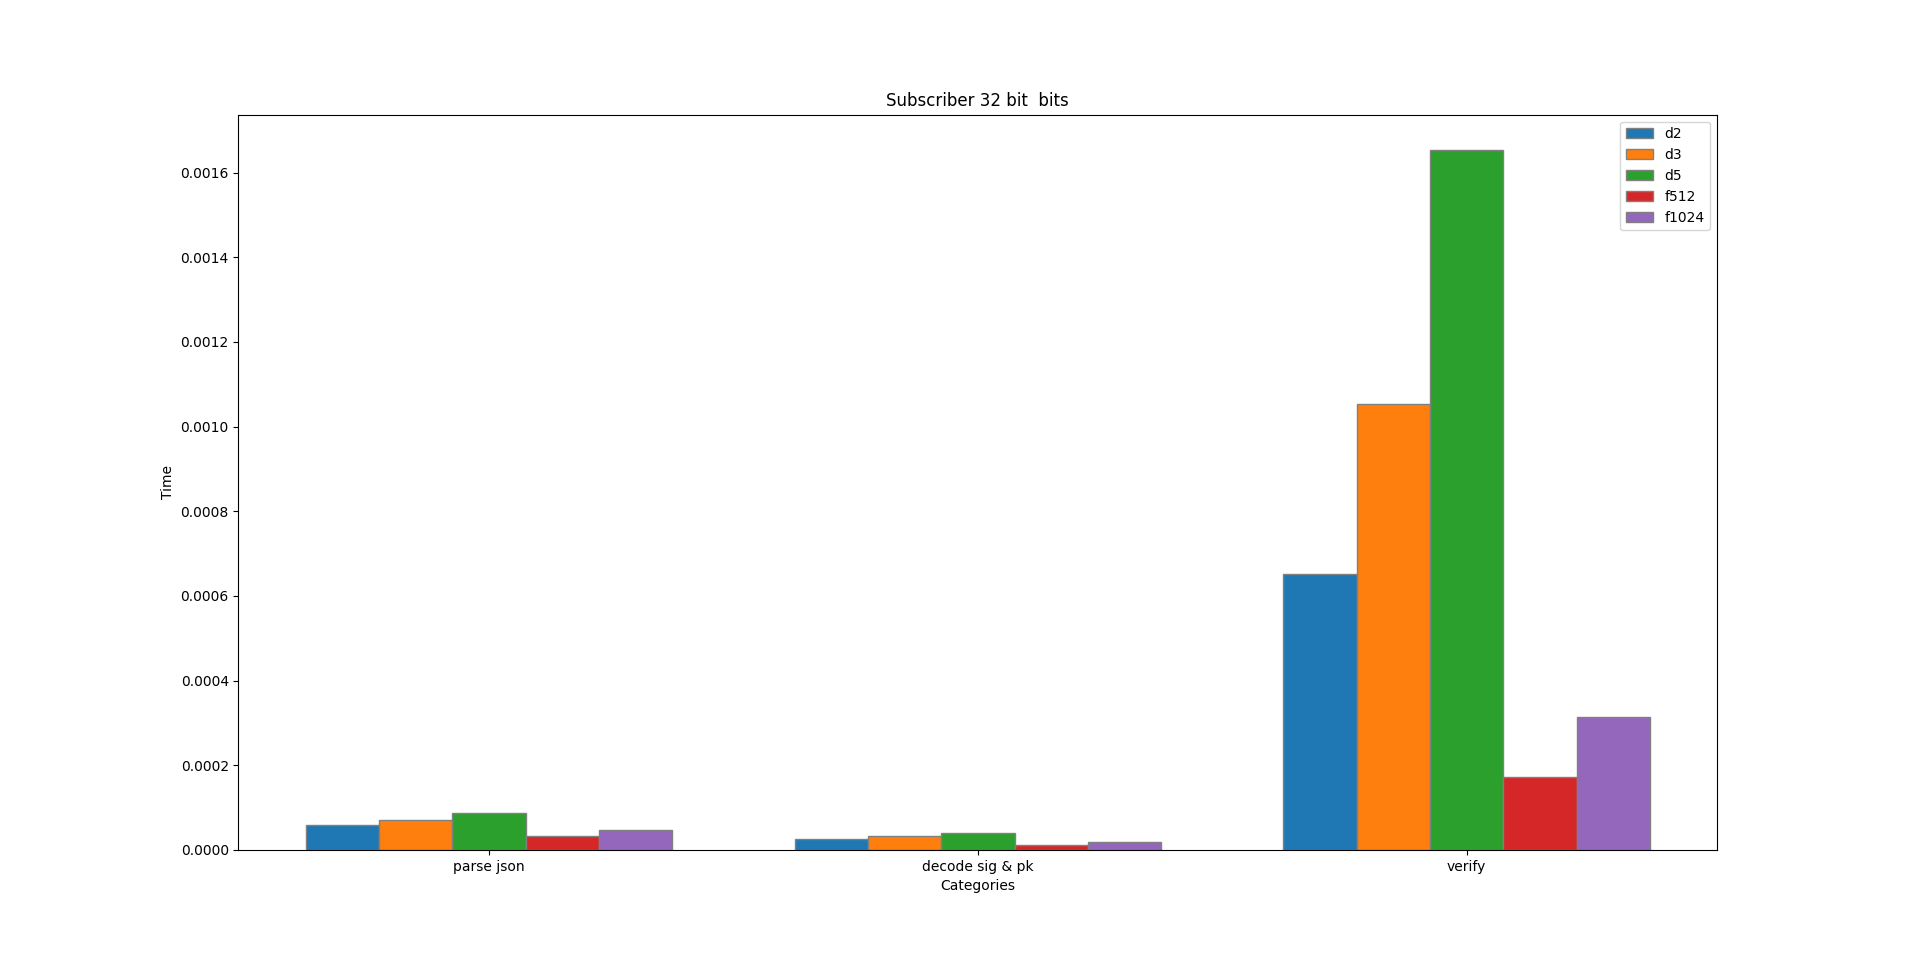 Subscriber 32 bit  bits
d2
d3
d5
f512
f1024
0.0016
0.0014
0.0012
0.0010
0.0008
0.0006
0.0004
0.0002
0.0000
Time
parse json
decode sig & pk
verify
Categories